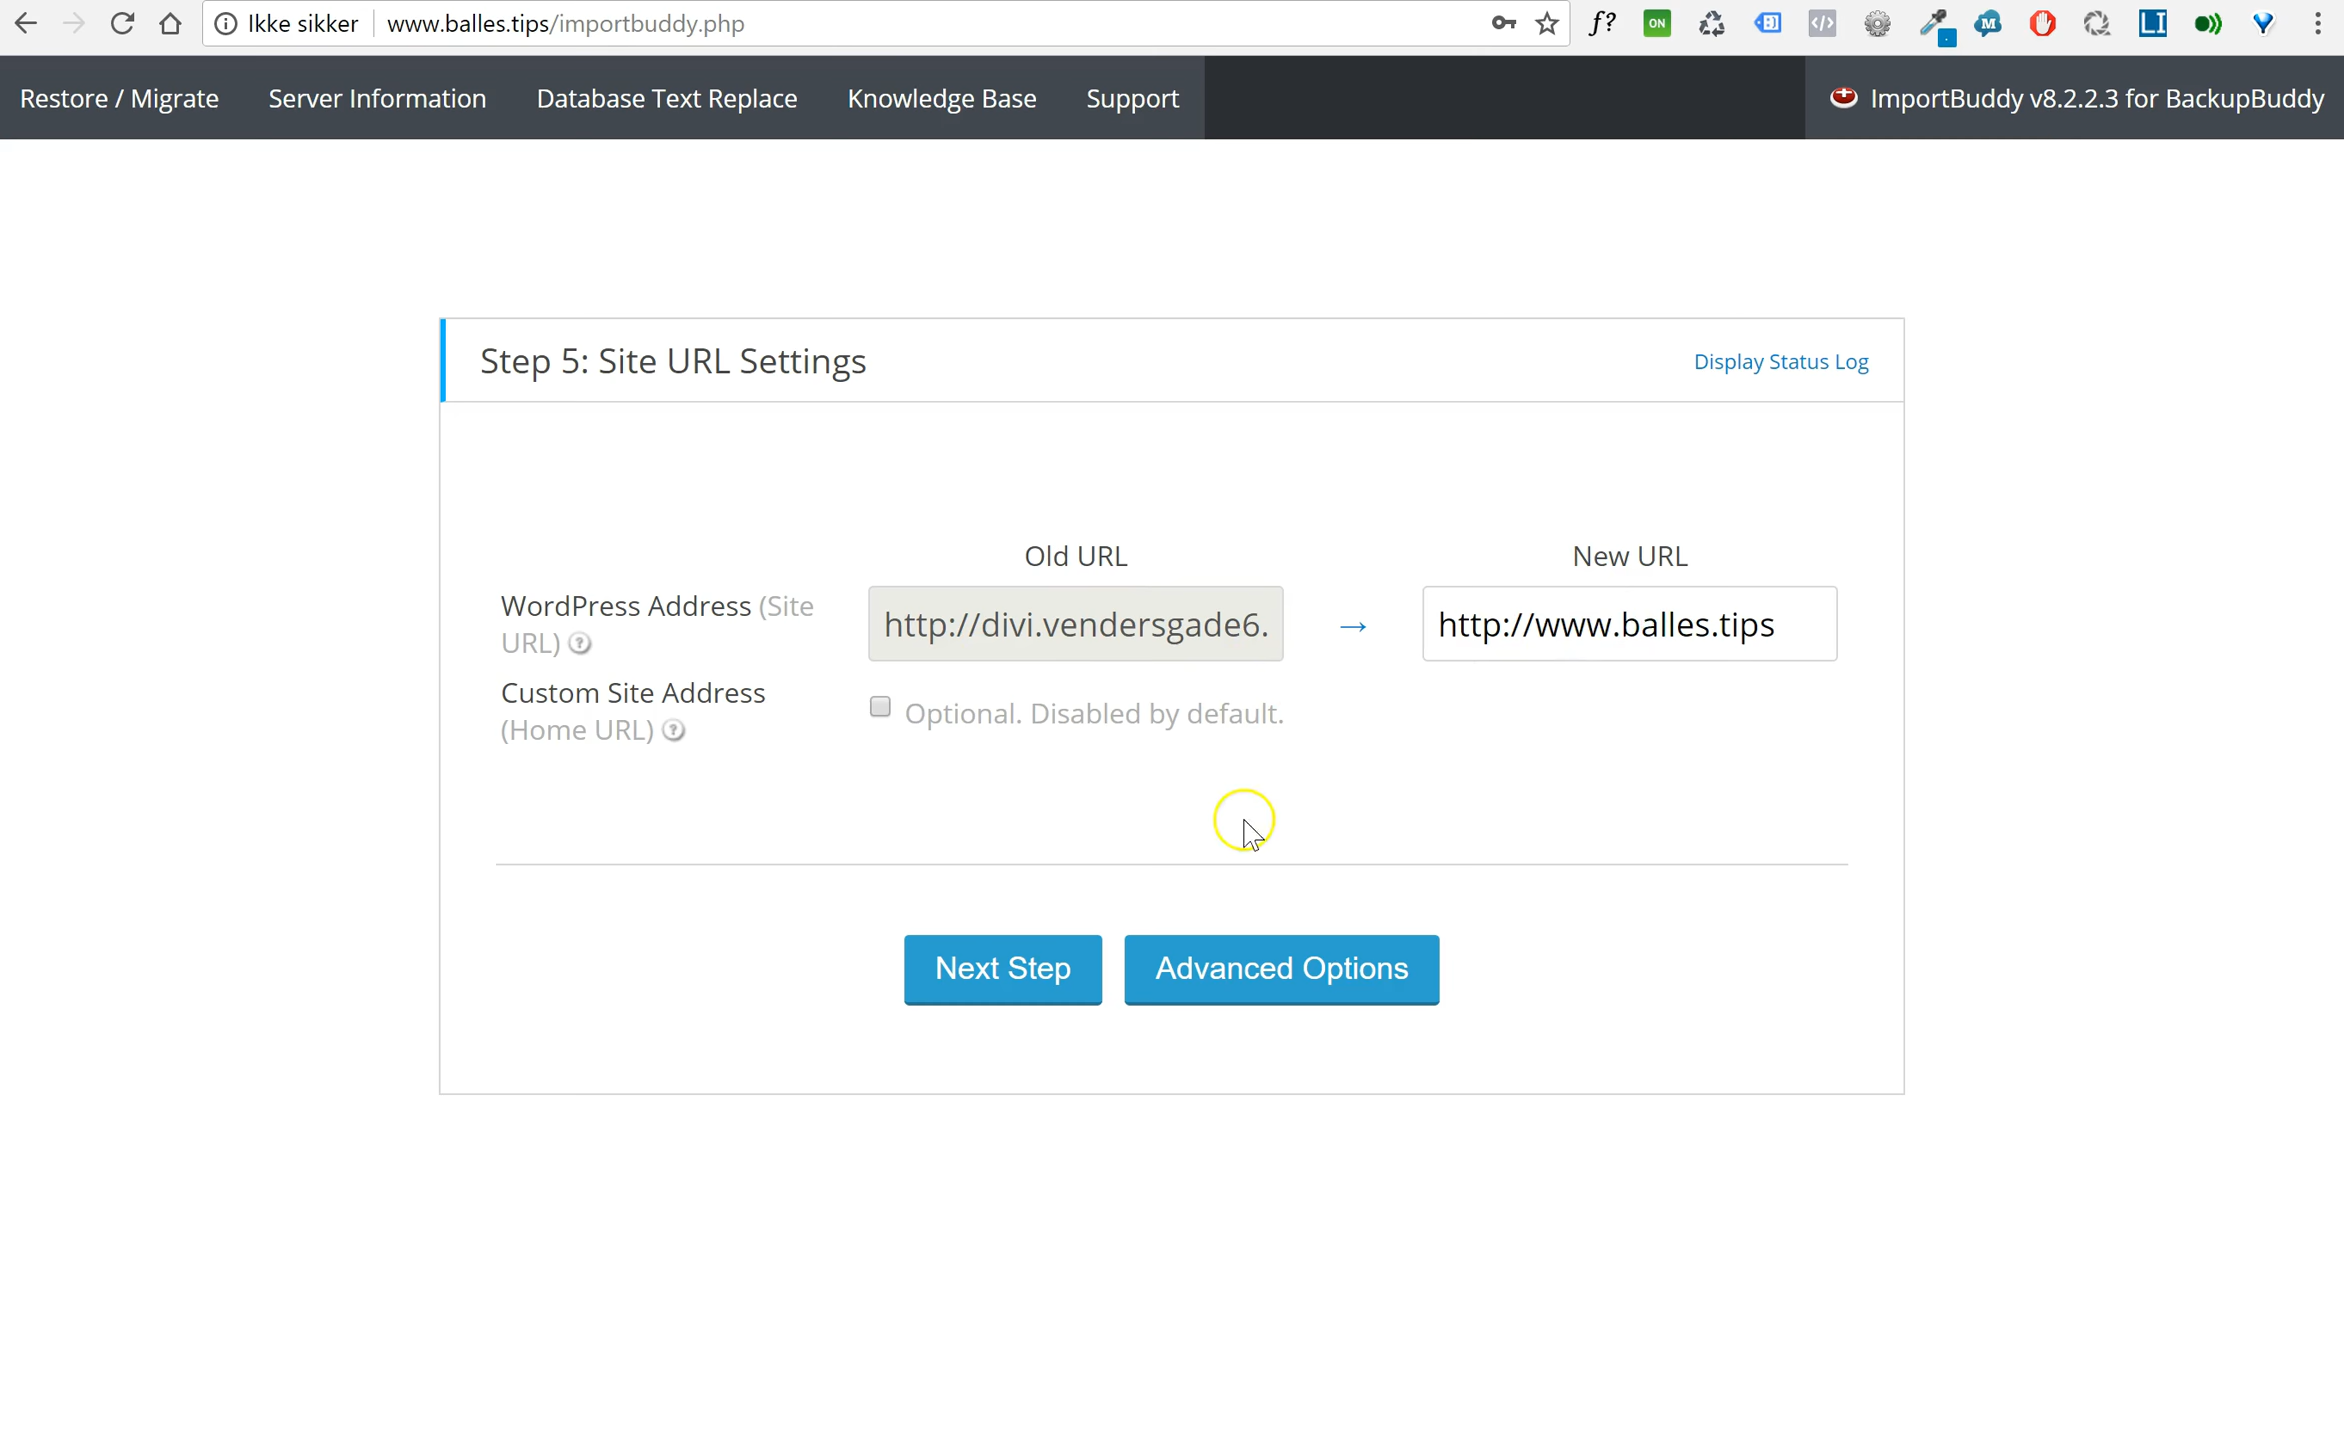 Ikke sikker www.balles.tips/importbuddy.php
ON
M
LI
Restore / Migrate Server Information Database Text Replace Knowledge Base Support ImportBuddy v8.2.2.3 for BackupBuddy
Step 5: Site URL Settings Display Status Log
Old URL New URL
WordPress Address (Site URL) ?
http://divi.vendersgade6. → http://www.balles.tips
Custom Site Address (Home URL) ?
Optional. Disabled by default.
Next Step Advanced Options